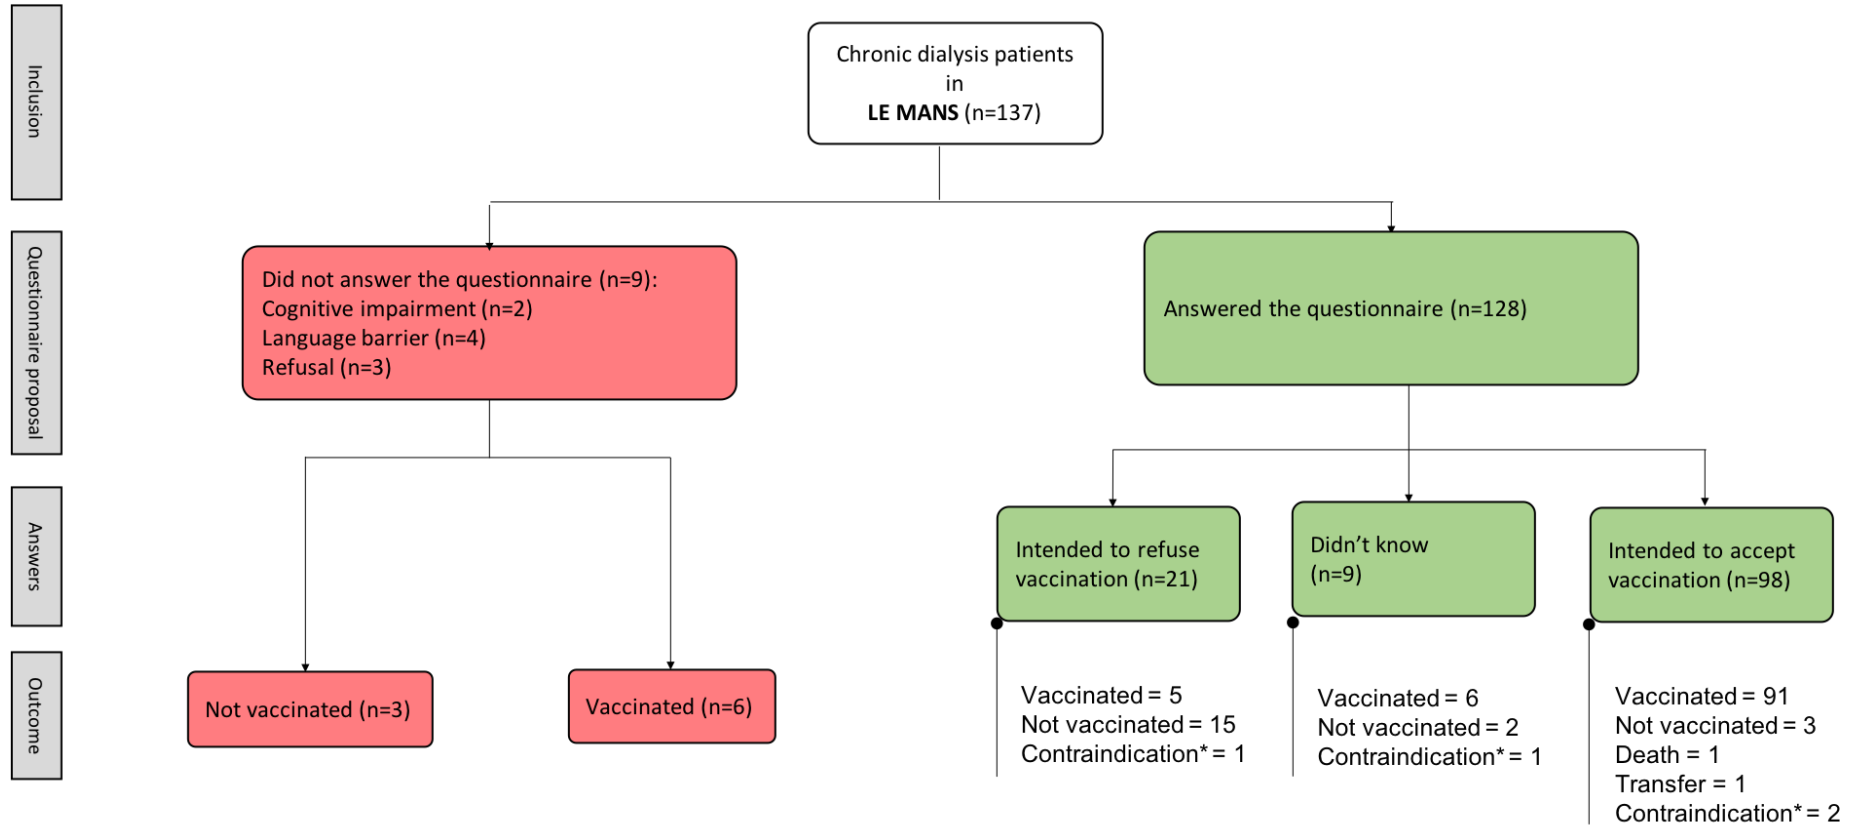 Inclusion
Chronic dialysis patients
in
LE MANS (n=137)
Questionnaire proposal
Did not answer the questionnaire (n=9):
Cognitive impairment (n=2)
Language barrier (n=4)
Refusal (n=3)
Answered the questionnaire (n=128)
Answers
Intended to refuse
vaccination (n=21)
Didn’t know
(n=9)
Intended to accept
vaccination (n=98)
Outcome
Not vaccinated (n=3)
Vaccinated (n=6)
Vaccinated = 5
Not vaccinated = 15
Contraindication* = 1
Vaccinated = 6
Not vaccinated = 2
Contraindication* = 1
Vaccinated = 91
Not vaccinated = 3
Death = 1
Transfer = 1
Contraindication* = 2